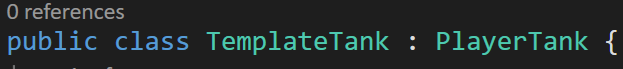 0 references
public class TemplateTank : PlayerTank {